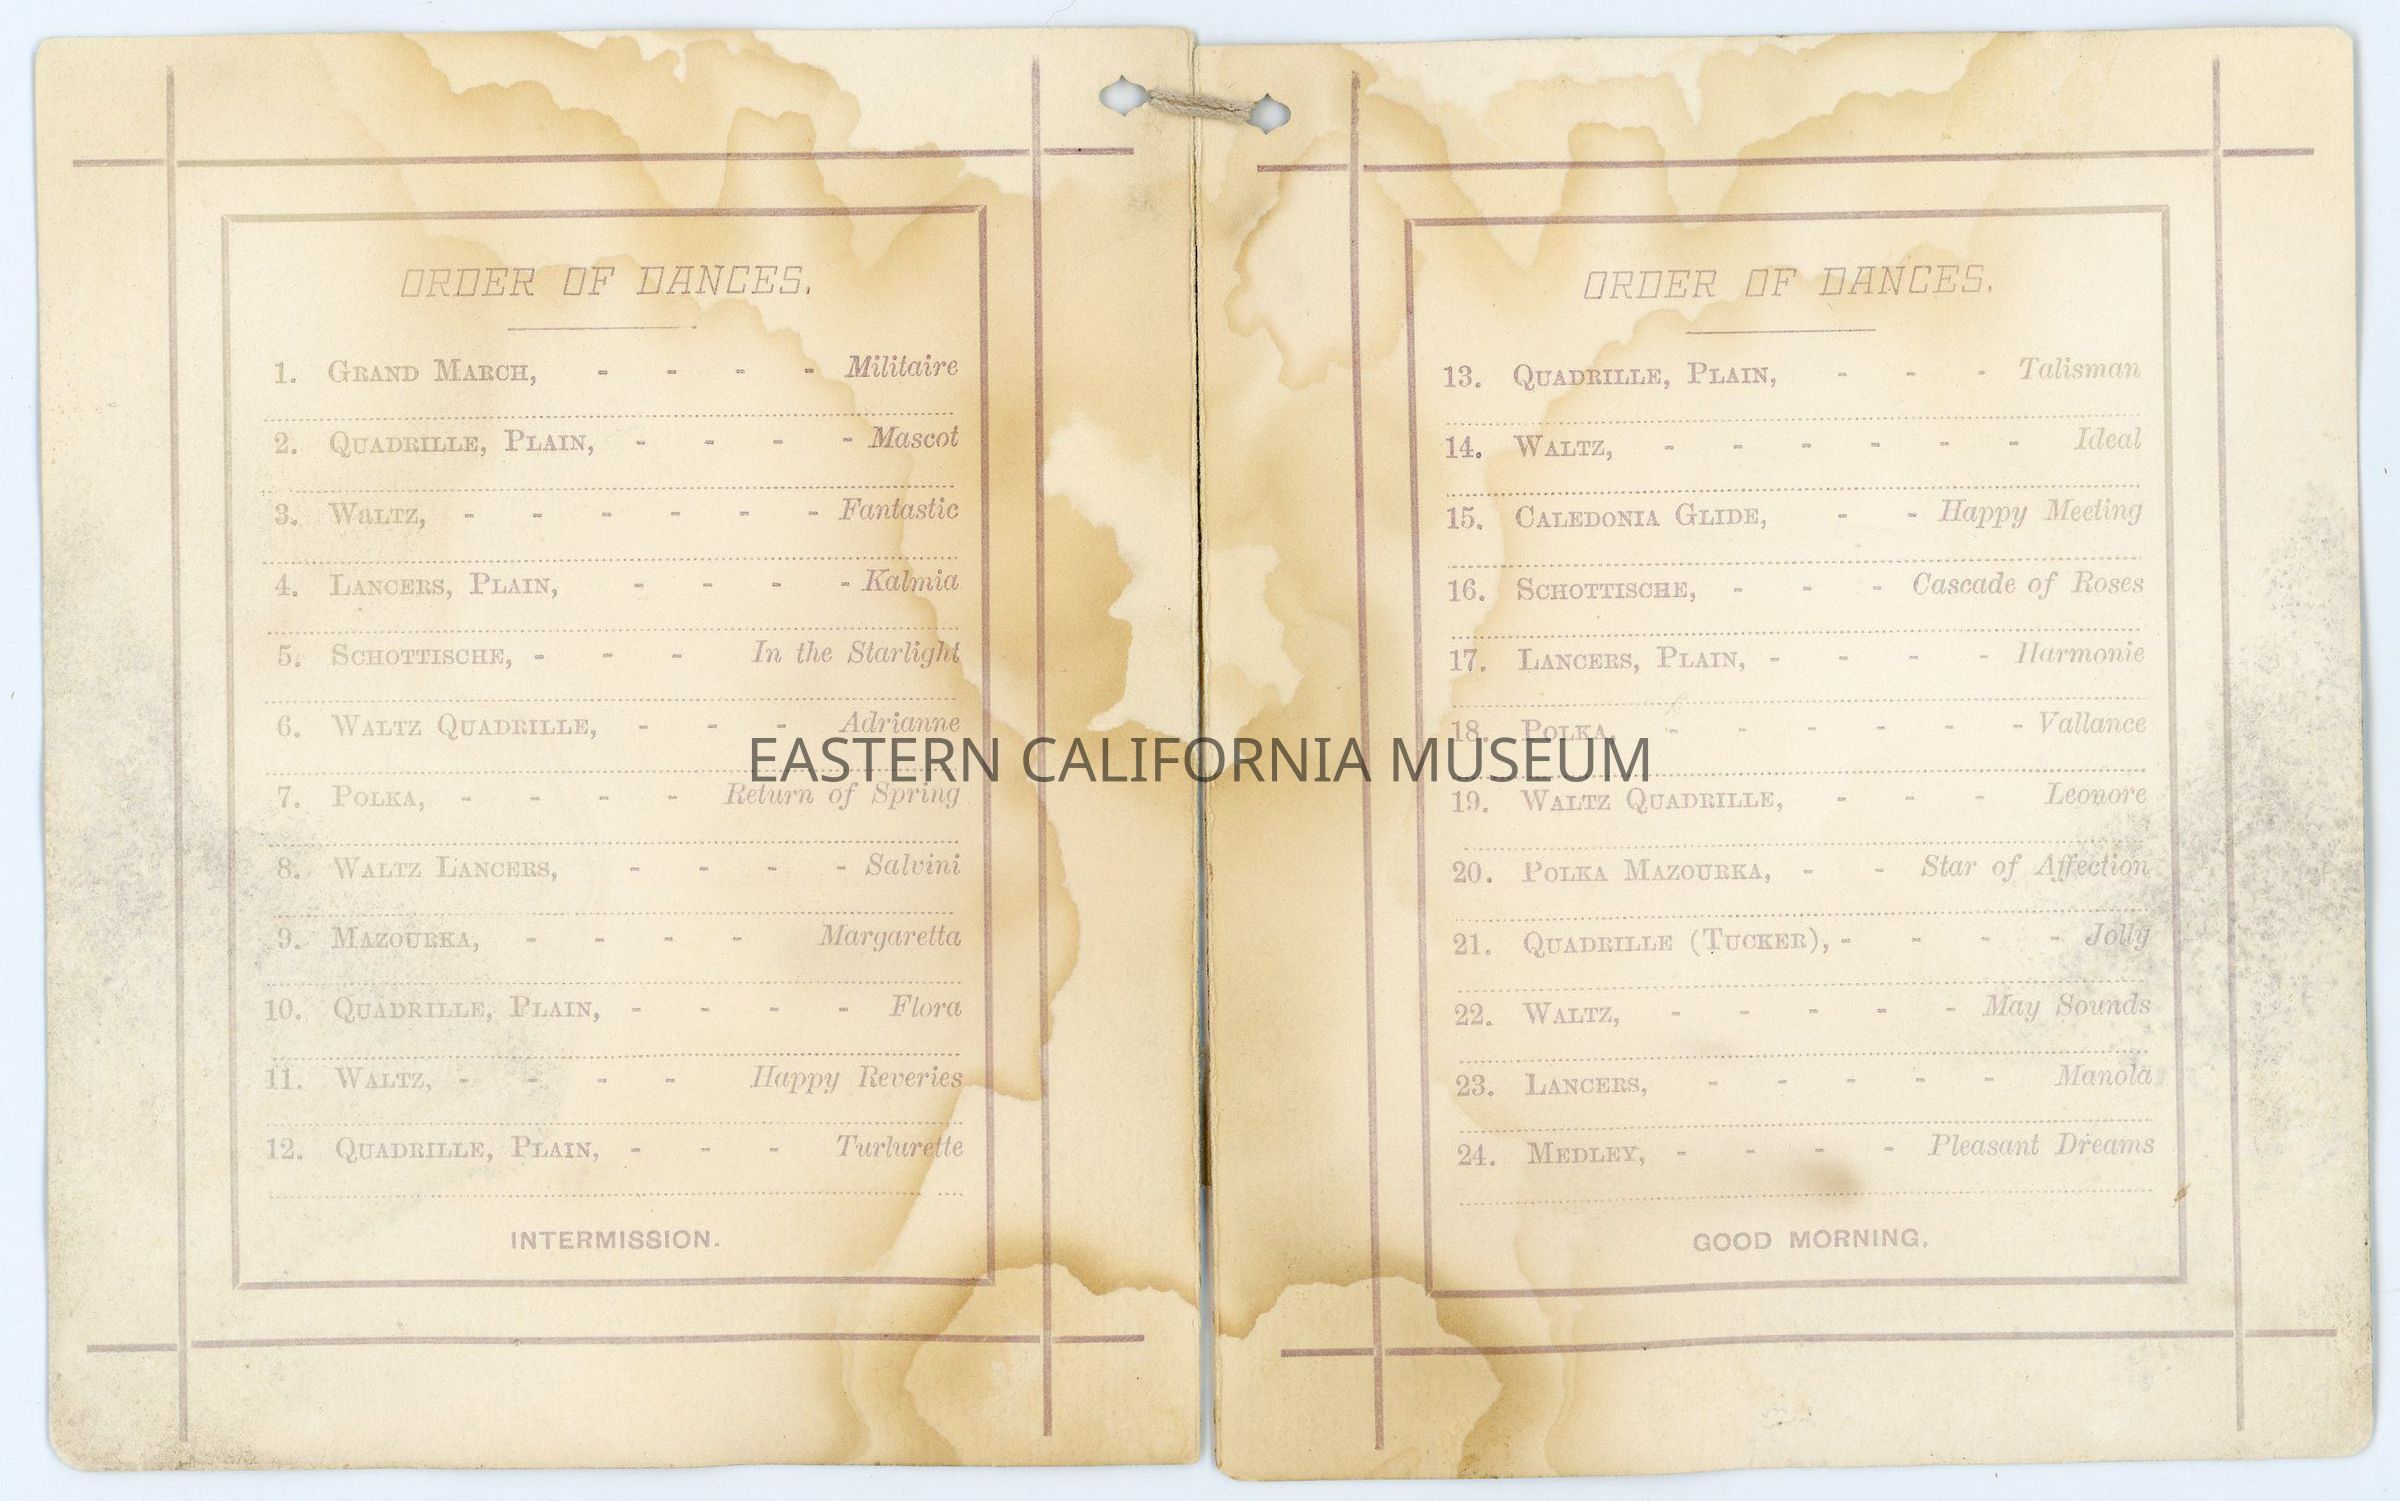 ORDER OF DANCES.
1. GRAND MARCH, - - - - Militaire
2. QUADRILLE, PLAIN, - - - - Mascot
3. WALTZ, - - - - - - Fantastic
4. LANCERS, PLAIN, - - - - Kalmia
5. SCHOTTISCHE, - - - In the Starlight
6. WALTZ QUADRILLE, - - - Adrianne
7. POLKA, - - - - Return of Spring
8. WALTZ LANCERS, - - - - Salvini
9. MAZOURKA, - - - - Margaretta
10. QUADRILLE, PLAIN, - - - - Flora
11. WALTZ, - - - - Happy Reveries
12. QUADRILLE, PLAIN, - - - Turlurette
INTERMISSION.
ORDER OF DANCES.
13. QUADRILLE, PLAIN, - - - Talisman
14. WALTZ, - - - - - - Ideal
15. CALEDONIA GLIDE, - - Happy Meeting
16. SCHOTTISCHE, - - - Cascade of Roses
17. LANCERS, PLAIN, - - - - Harmonie
18. POLKA, - - - - - - Vallance
19. WALTZ QUADRILLE, - - - Leonore
20. POLKA MAZOURKA, - - Star of Affection
21. QUADRILLE (TUCKER), - - - - Jolly
22. WALTZ, - - - - - May Sounds
23. LANCERS, - - - - - Manola
24. MEDLEY, - - - - Pleasant Dreams
GOOD MORNING.
EASTERN CALIFORNIA MUSEUM